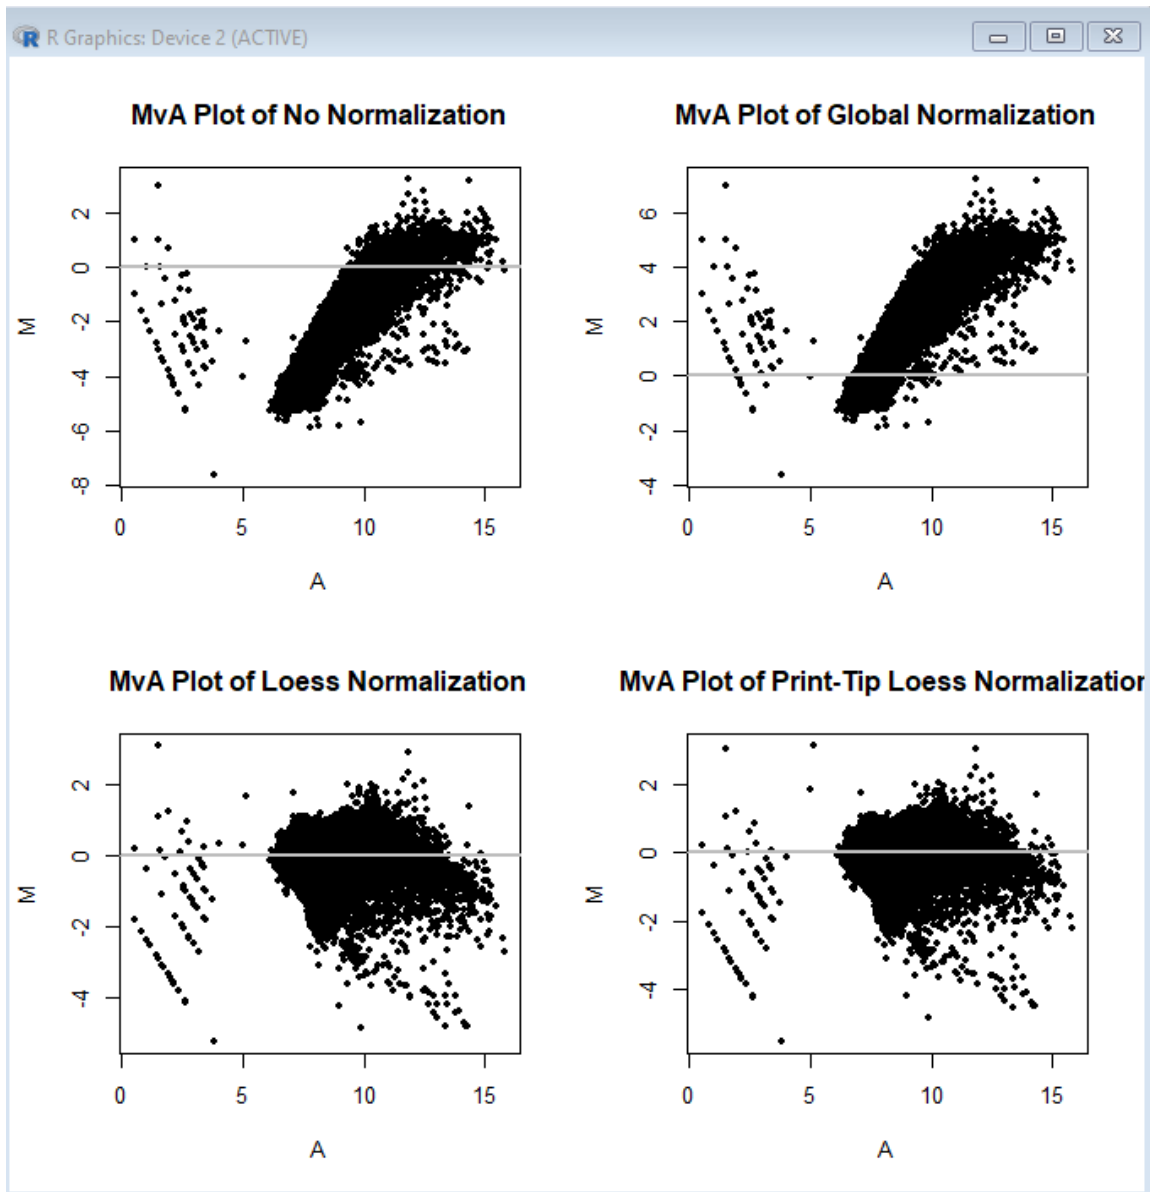 R Graphics: Device 2 (ACTIVE)
MvA Plot of No Normalization
M
2
0
-2
-4
-6
-8
0 5 10 15
A
MvA Plot of Global Normalization
M
6
4
2
0
-2
-4
0 5 10 15
A
MvA Plot of Loess Normalization
M
2
0
-2
-4
0 5 10 15
A
MvA Plot of Print-Tip Loess Normalization
M
2
0
-2
-4
0 5 10 15
A